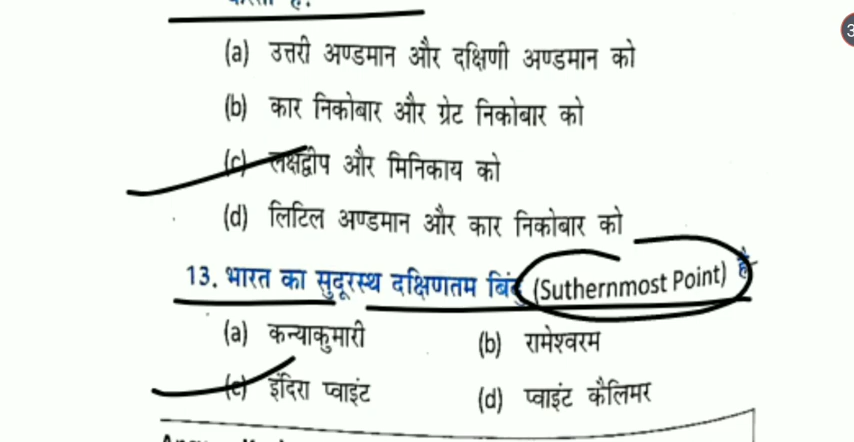 करता है?
(a) उत्तरी अण्डमान और दक्षिणी अण्डमान को
(b) कार निकोबार और ग्रेट निकोबार को
(c) लक्षद्वीप और मिनिकाय को
(d) लिटिल अण्डमान और कार निकोबार को
13. भारत का सुदूरस्थ दक्षिणतम बिंदु (Suthernmost Point) है-
(a) कन्याकुमारी (b) रामेश्वरम
(c) इंदिरा प्वाइंट (d) प्वाइंट कैलिमर